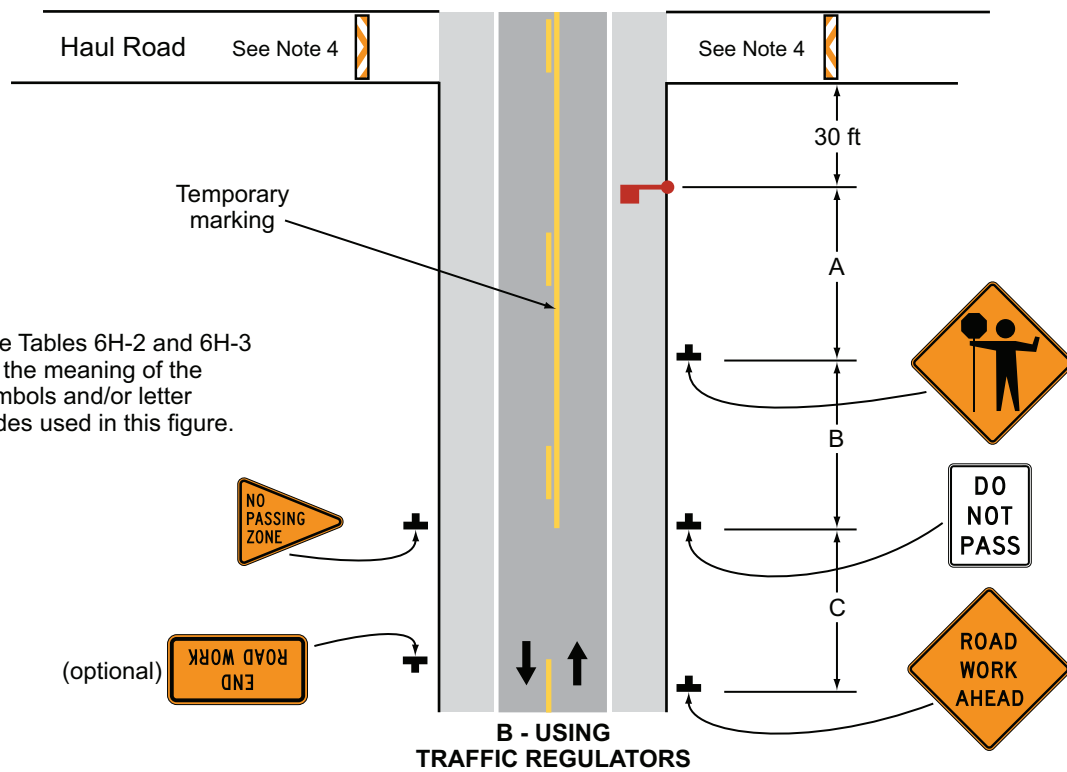 Haul Road
See Note 4
See Note 4
30 ft
Temporary
marking
A
e Tables 6H-2 and 6H-3
the meaning of the
mbols and/or letter
des used in this figure.
B
NO
PASSING
ZONE
DO
NOT
PASS
C
(optional)
END
ROAD WORK
ROAD
WORK
AHEAD
B - USING
TRAFFIC REGULATORS